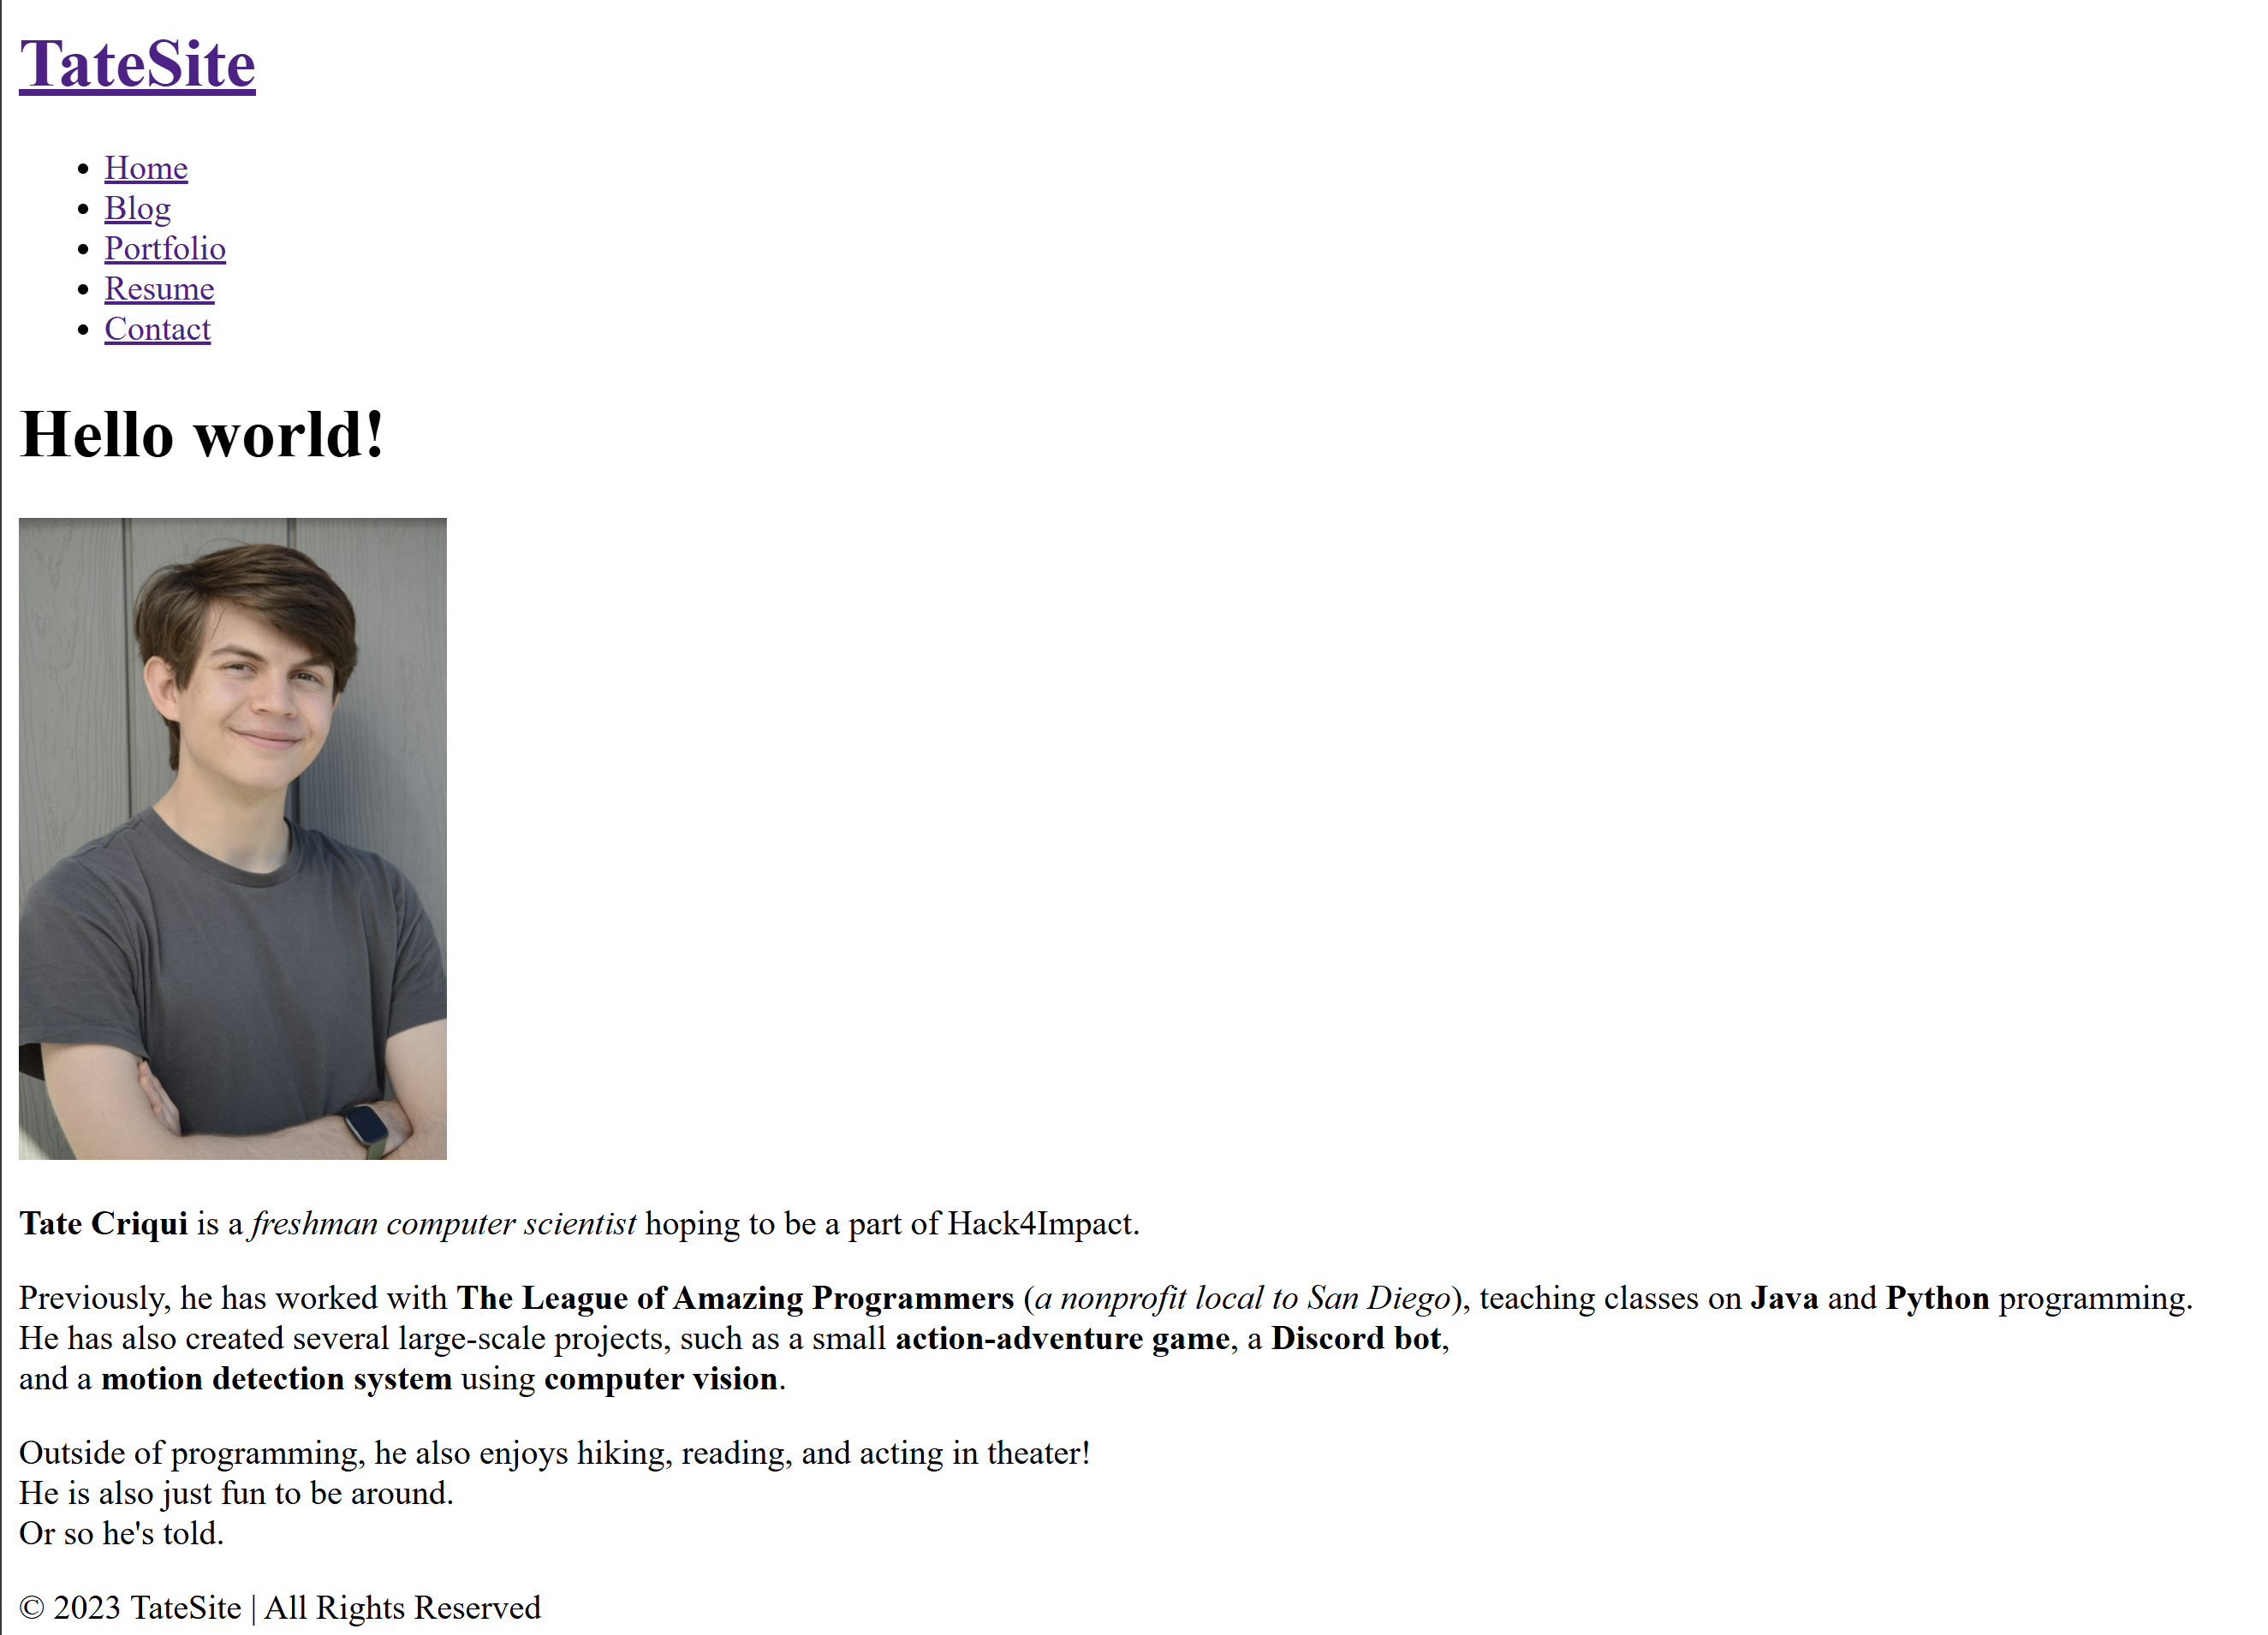 TateSite
Home
Blog
Portfolio
Resume
Contact
Hello world!
Tate Criqui is a freshman computer scientist hoping to be a part of Hack4Impact.
Previously, he has worked with The League of Amazing Programmers (a nonprofit local to San Diego), teaching classes on Java and Python programming.
He has also created several large-scale projects, such as a small action-adventure game, a Discord bot,
and a motion detection system using computer vision.
Outside of programming, he also enjoys hiking, reading, and acting in theater!
He is also just fun to be around.
Or so he's told.
© 2023 TateSite | All Rights Reserved